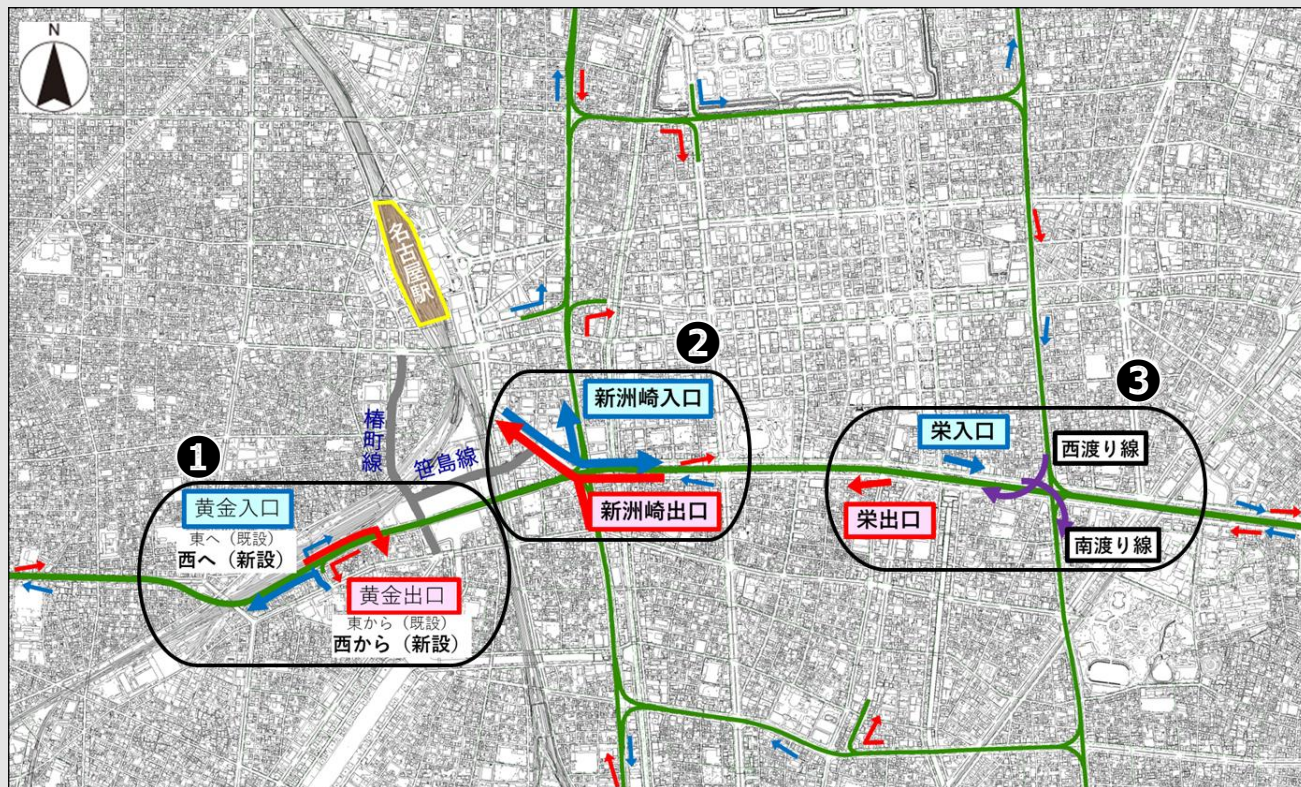 N
名古屋駅
❷
新洲崎入口
❸
栄入口
西渡り線
椿町線
笹島線
❶
黄金入口
東へ（既設）
西へ（新設）
新洲崎出口
栄出口
南渡り線
黄金出口
東から（既設）
西から（新設）